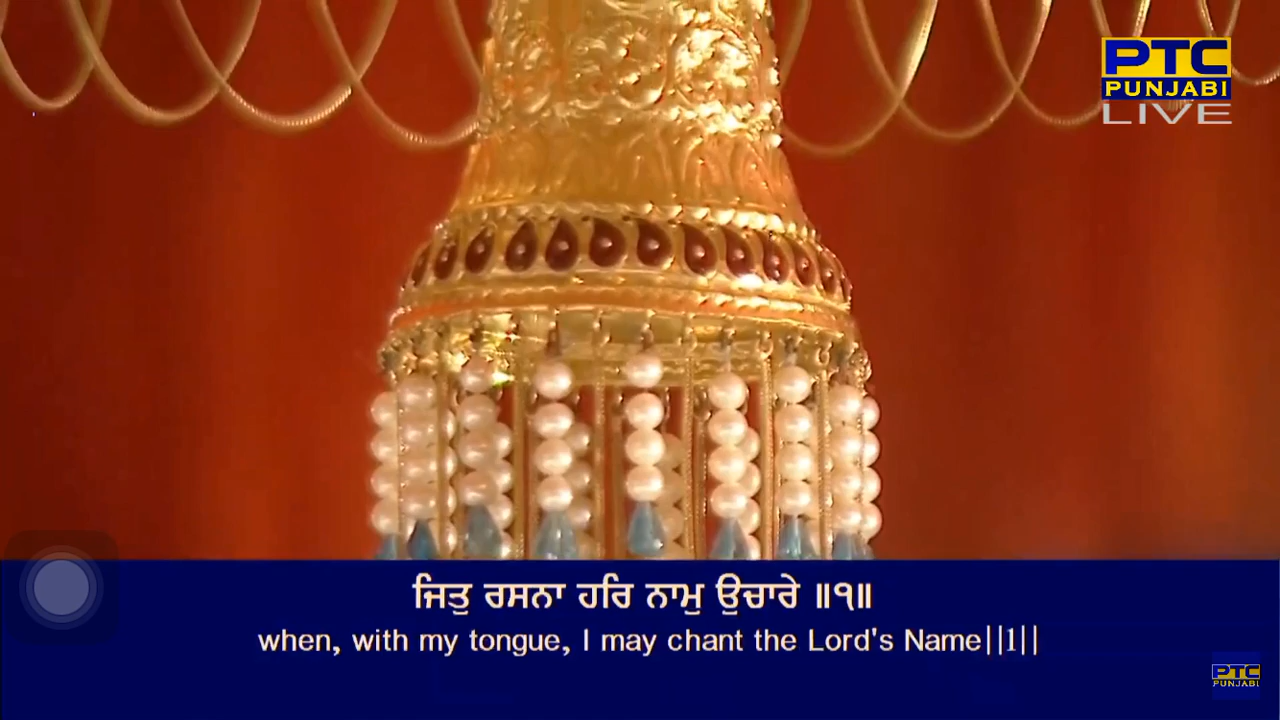 PTC
PUNJABI
LIVE
ਜਿਤੁ ਰਸਨਾ ਹਰਿ ਨਾਮੁ ਉਚਾਰੇ ॥੧॥
when, with my tongue, I may chant the Lord's Name||1||
PTC
PUNJABI